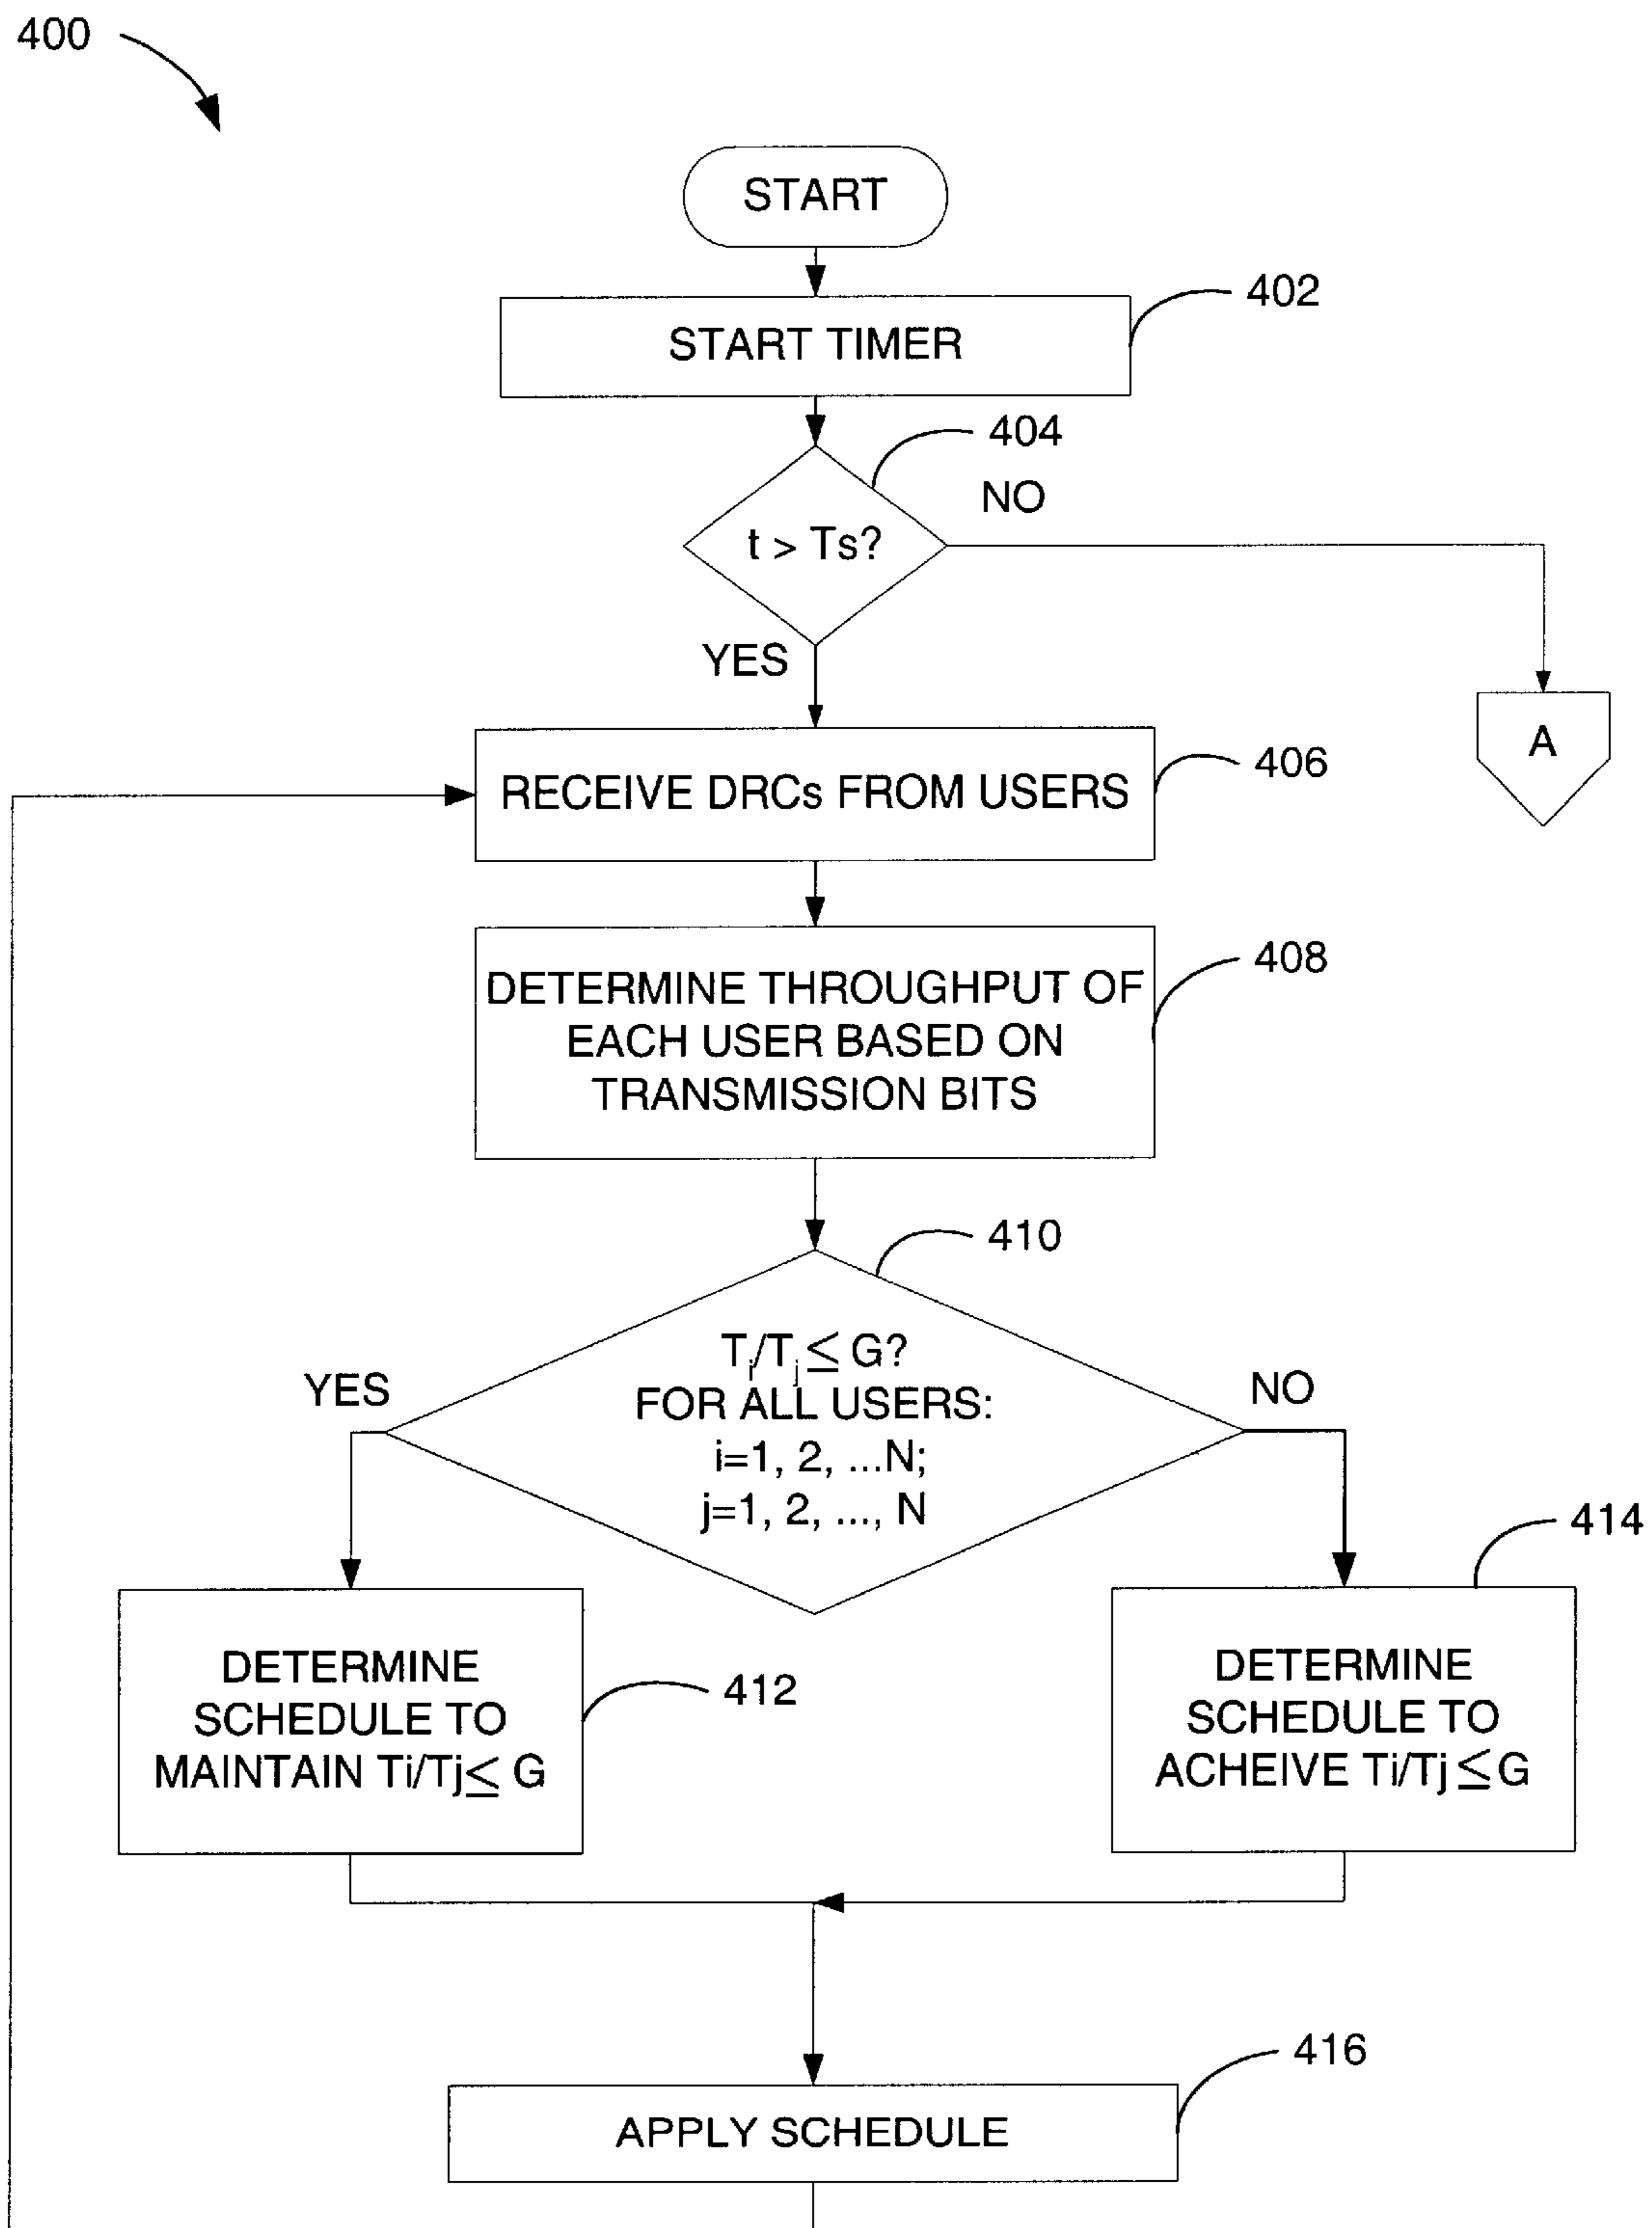 400
START
402
START TIMER
404
NO
t > Ts?
YES
A
406
RECEIVE DRCs FROM USERS
408
DETERMINE THROUGHPUT OF
EACH USER BASED ON
TRANSMISSION BITS
410
Ti/Tj ≤ G?
FOR ALL USERS:
i=1, 2, ...N;
j=1, 2, ..., N
YES
NO
414
DETERMINE
SCHEDULE TO
MAINTAIN Ti/Tj≤ G
412
DETERMINE
SCHEDULE TO
ACHEIVE Ti/Tj ≤G
416
APPLY SCHEDULE